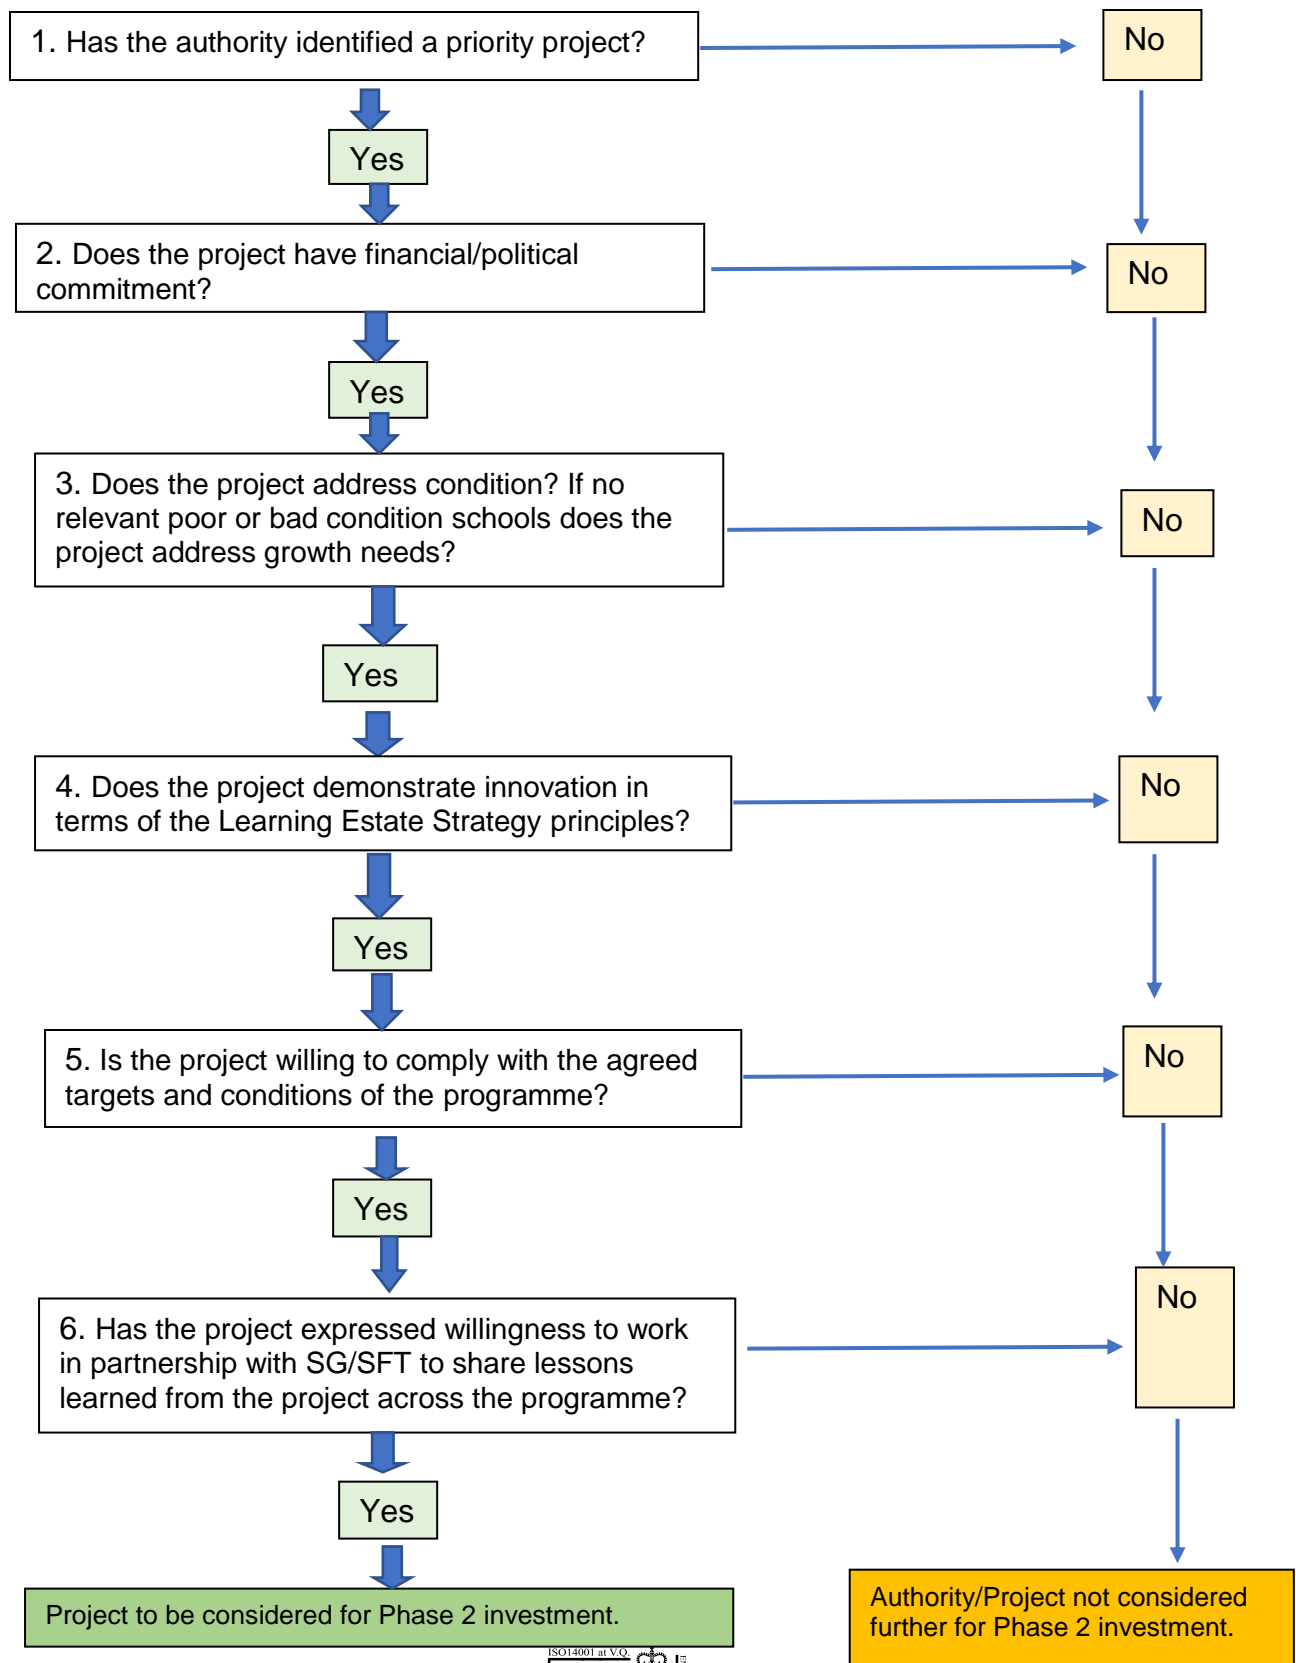 1. Has the authority identified a priority project?
No
Yes
2. Does the project have financial/political
commitment?
No
Yes
3. Does the project address condition? If no
relevant poor or bad condition schools does the
project address growth needs?
No
Yes
4. Does the project demonstrate innovation in
terms of the Learning Estate Strategy principles?
No
Yes
5. Is the project willing to comply with the agreed
targets and conditions of the programme?
No
Yes
6. Has the project expressed willingness to work
in partnership with SG/SFT to share lessons
learned from the project across the programme?
No
Yes
Project to be considered for Phase 2 investment.
Authority/Project not considered
further for Phase 2 investment.
ISO14001 at V.Q.